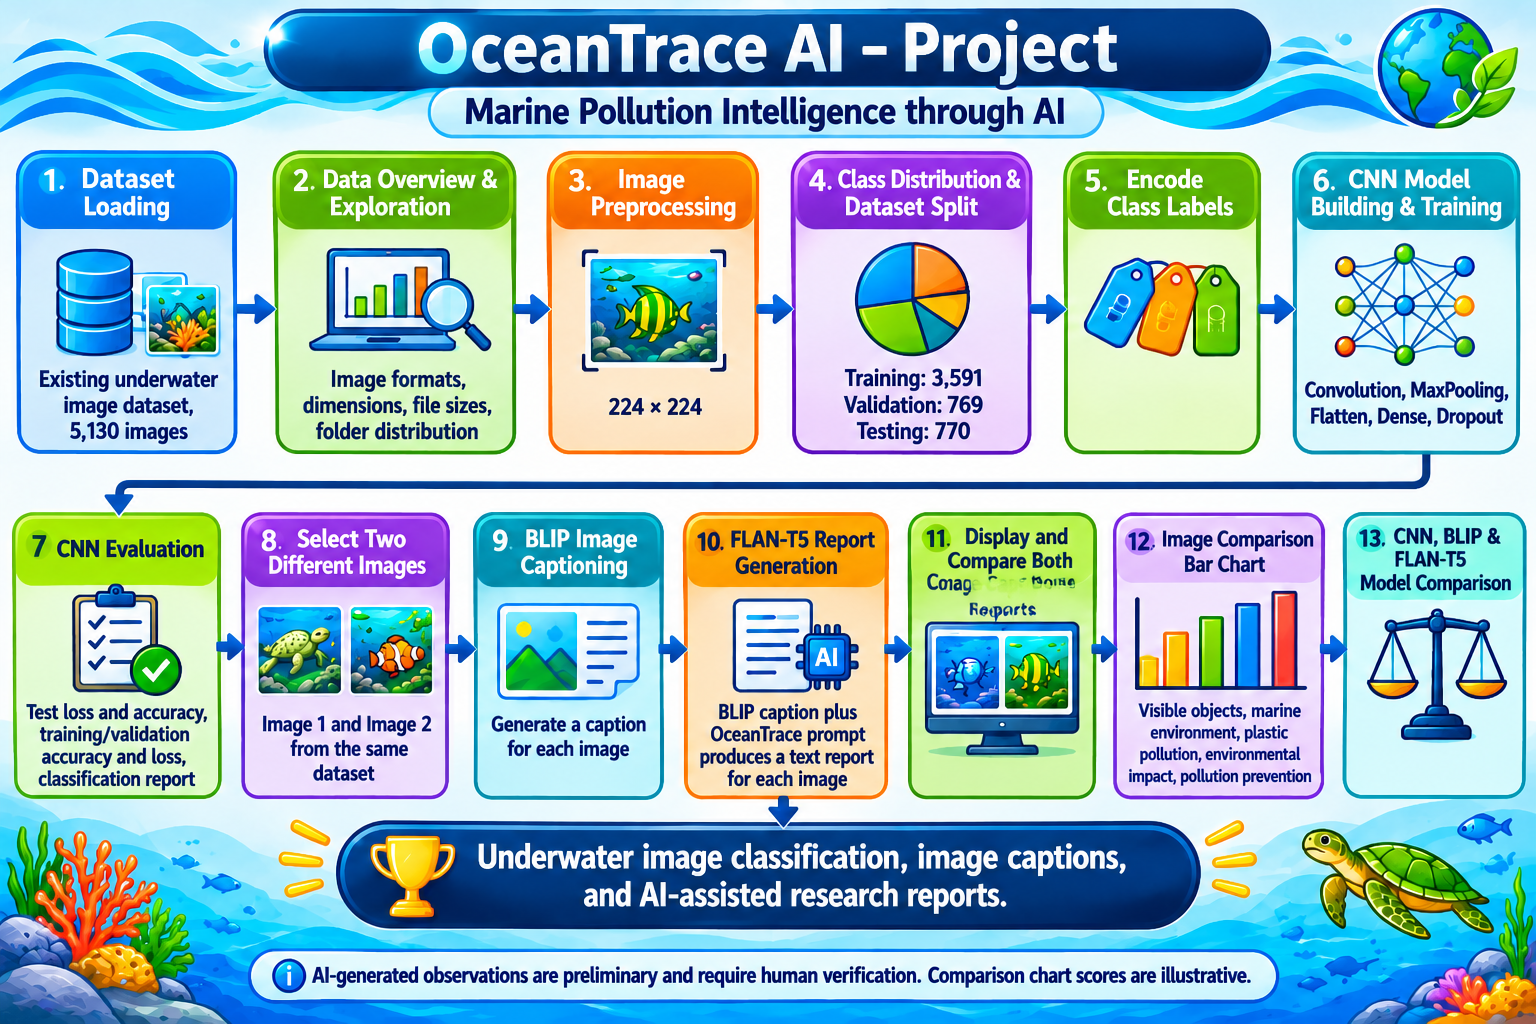 OceanTrace AI – Project
Marine Pollution Intelligence through AI
1. Dataset
Loading
Existing underwater
image dataset,
5,130 images
2. Data Overview &
Exploration
Image formats,
dimensions, file sizes,
folder distribution
3. Image
Preprocessing
224 × 224
4. Class Distribution &
Dataset Split
Training: 3,591
Validation: 769
Testing: 770
5. Encode
Class Labels
6. CNN Model
Building & Training
Convolution, MaxPooling,
Flatten, Dense, Dropout
7 CNN Evaluation
Test loss and accuracy,
training/validation
accuracy and loss,
classification report
8. Select Two
Different Images
Image 1 and Image 2
from the same
dataset
9. BLIP Image
Captioning
Generate a caption
for each image
10. FLAN-T5 Report
Generation
AI
BLIP caption plus
OceanTrace prompt
produces a text report
for each image
11. Display and
Compare Both
Reports
12. Image Comparison
Bar Chart
Visible objects, marine
environment, plastic
pollution, environmental
impact, pollution prevention
13. CNN, BLIP &
FLAN-T5
Model Comparison
Underwater image classification, image captions,
and AI-assisted research reports.
i AI-generated observations are preliminary and require human verification. Comparison chart scores are illustrative.